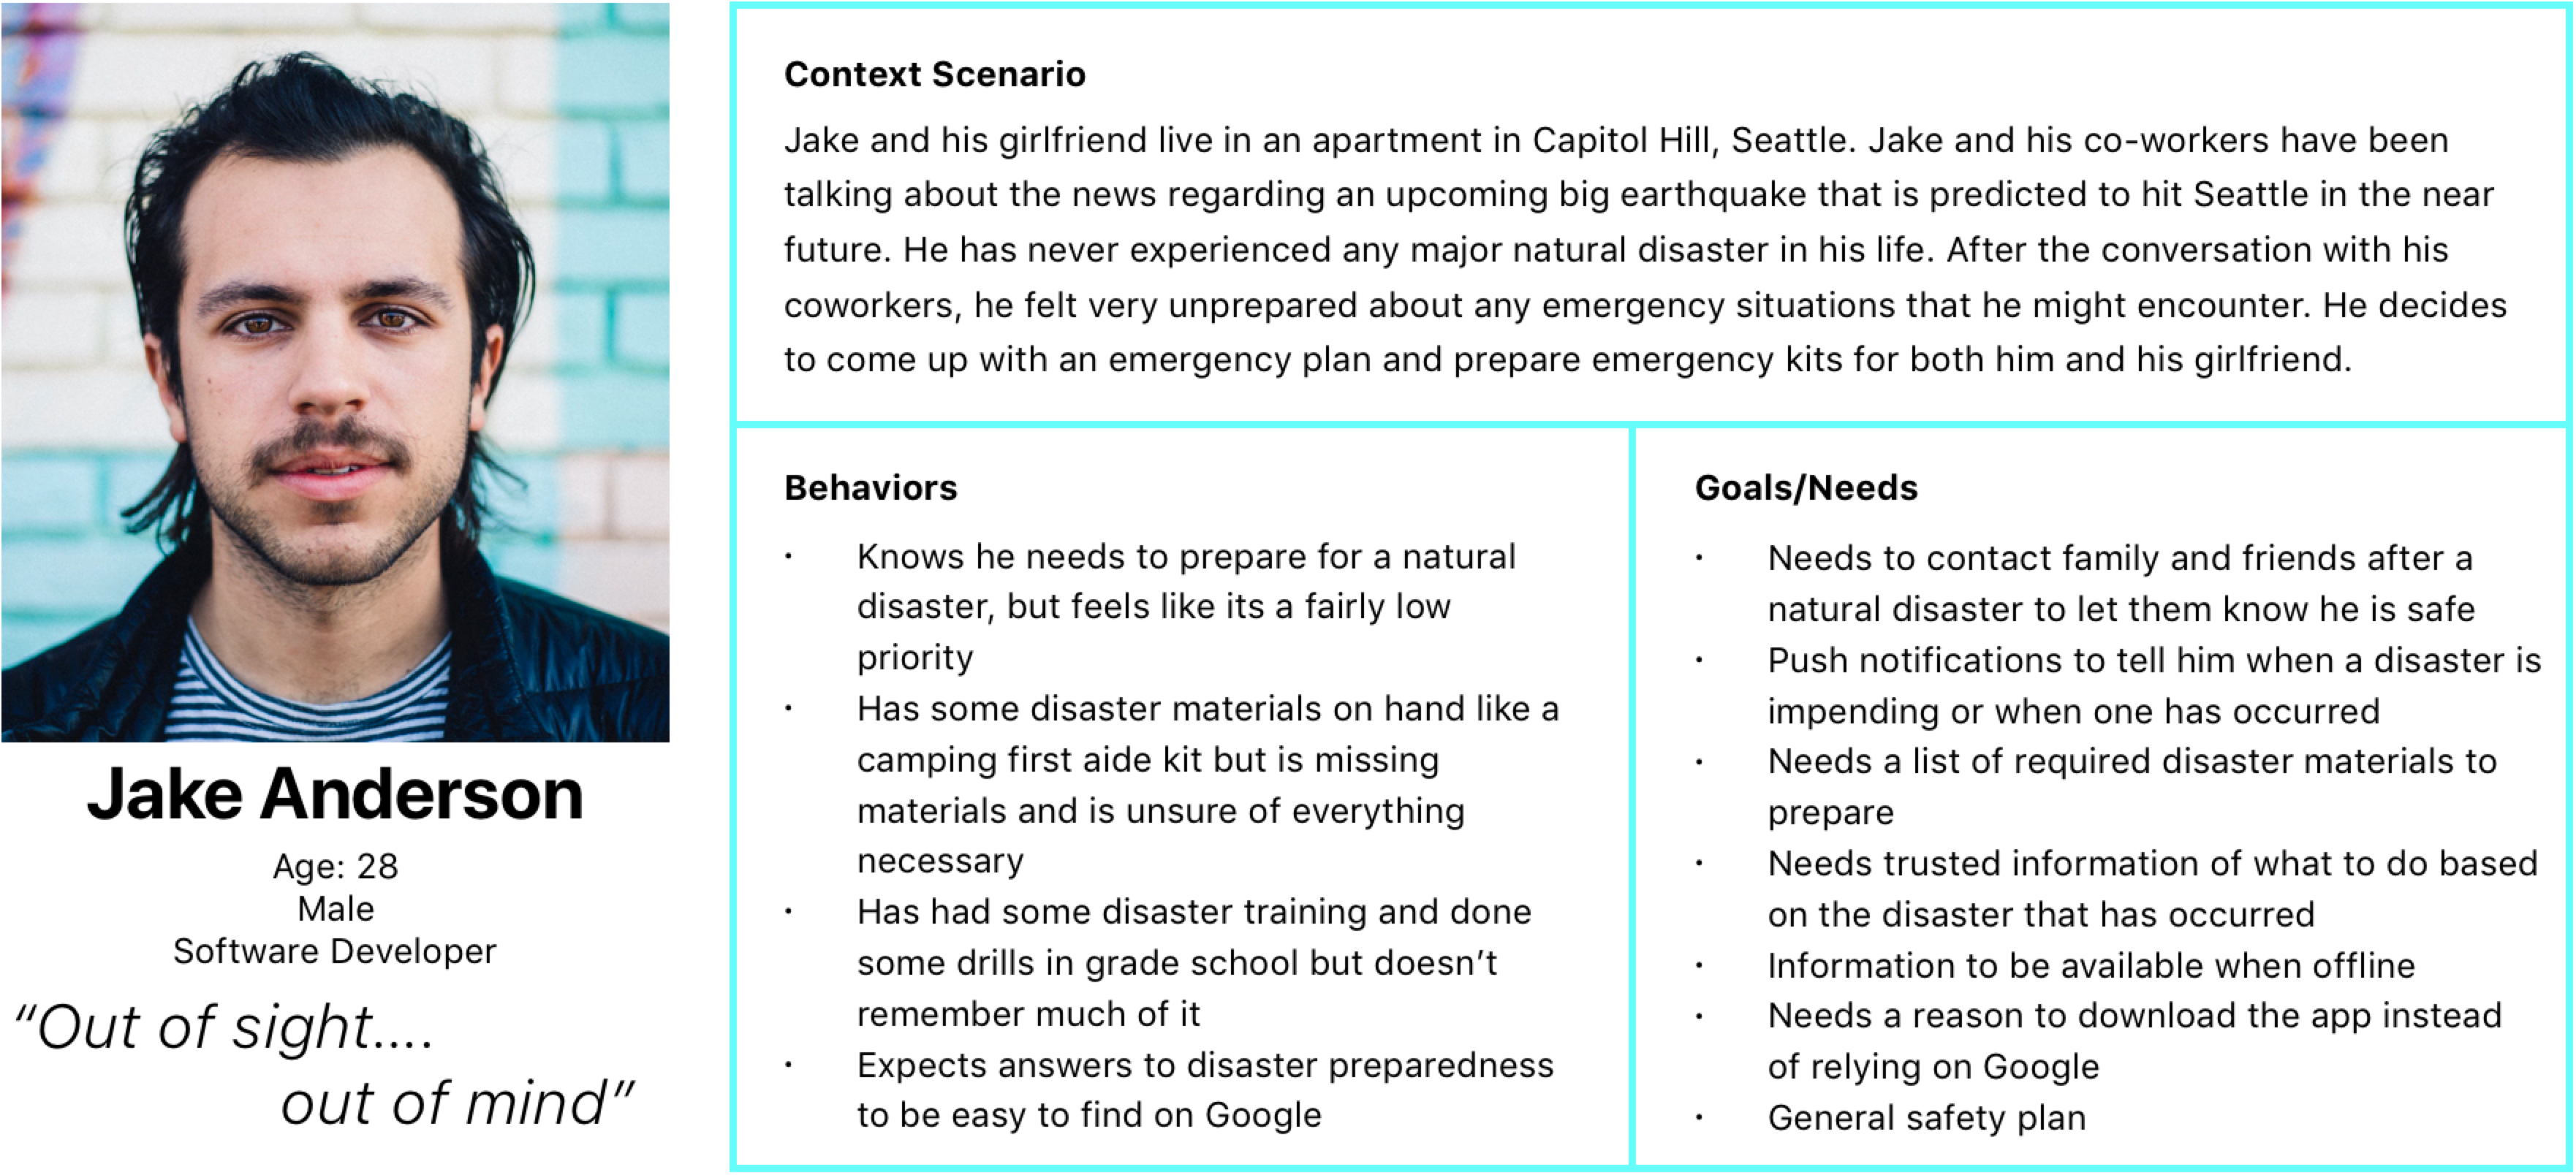 Jake Anderson
Age: 28
Male
Software Developer
“Out of sight....
out of mind”
Context Scenario
Jake and his girlfriend live in an apartment in Capitol Hill, Seattle. Jake and his co-workers have been
talking about the news regarding an upcoming big earthquake that is predicted to hit Seattle in the near
future. He has never experienced any major natural disaster in his life. After the conversation with his
coworkers, he felt very unprepared about any emergency situations that he might encounter. He decides
to come up with an emergency plan and prepare emergency kits for both him and his girlfriend.
Behaviors
· Knows he needs to prepare for a natural
disaster, but feels like its a fairly low
priority
· Has some disaster materials on hand like a
camping first aide kit but is missing
materials and is unsure of everything
necessary
· Has had some disaster training and done
some drills in grade school but doesn’t
remember much of it
· Expects answers to disaster preparedness
to be easy to find on Google
Goals/Needs
· Needs to contact family and friends after a
natural disaster to let them know he is safe
· Push notifications to tell him when a disaster is
impending or when one has occurred
· Needs a list of required disaster materials to
prepare
· Needs trusted information of what to do based
on the disaster that has occurred
· Information to be available when offline
· Needs a reason to download the app instead
of relying on Google
· General safety plan